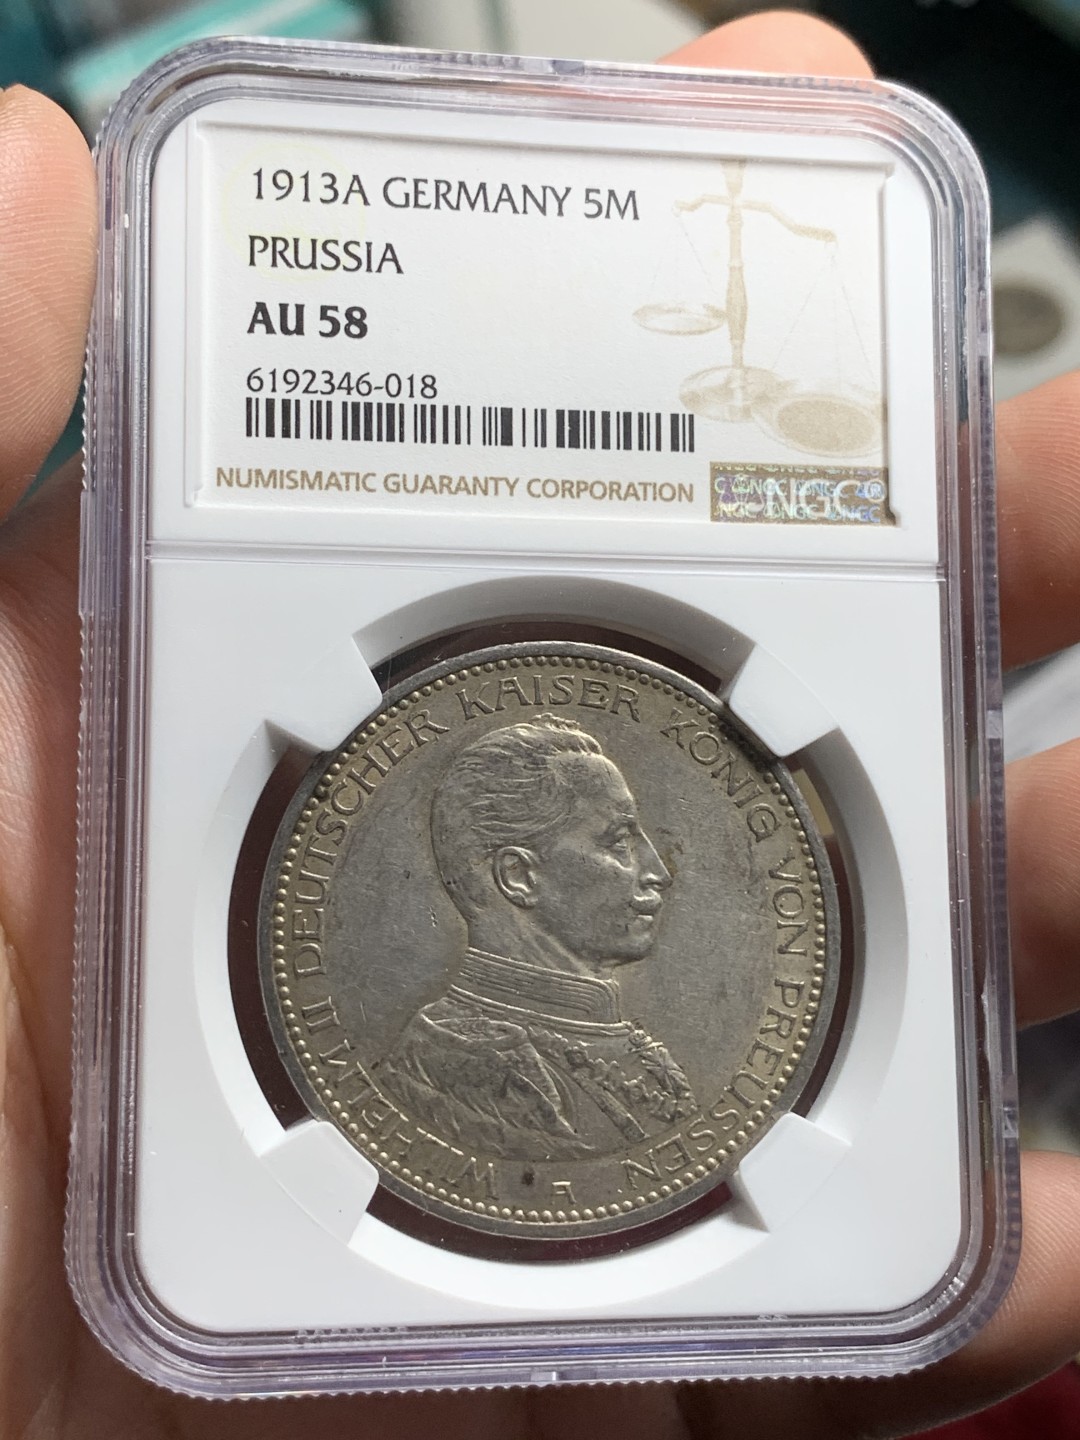 1913A GERMANY 5M
PRUSSIA
AU 58
6192346-018
NUMISMATIC GUARANTY CORPORATION
NGC
WILHELM II DEUTSCHER KAISER KÖNIG VON PREUSSEN
A